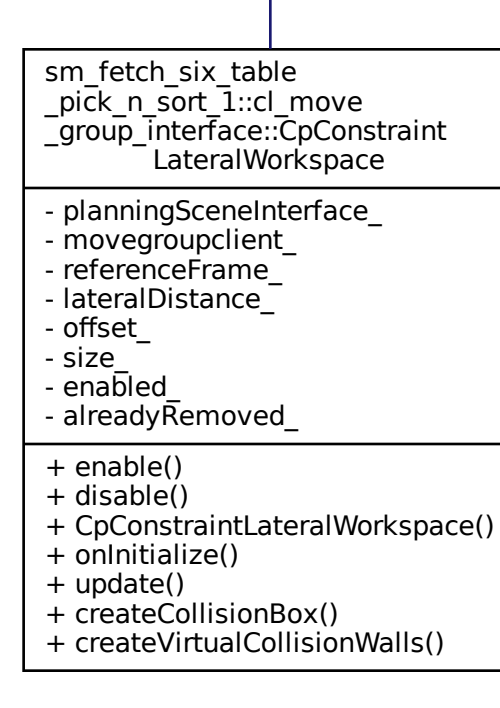 sm_fetch_six_table
_pick_n_sort_1::cl_move
_group_interface::CpConstraint
LateralWorkspace
- planningSceneInterface_
- movegroupclient_
- referenceFrame_
- lateralDistance_
- offset_
- size_
- enabled_
- alreadyRemoved_
+ enable()
+ disable()
+ CpConstraintLateralWorkspace()
+ onInitialize()
+ update()
+ createCollisionBox()
+ createVirtualCollisionWalls()